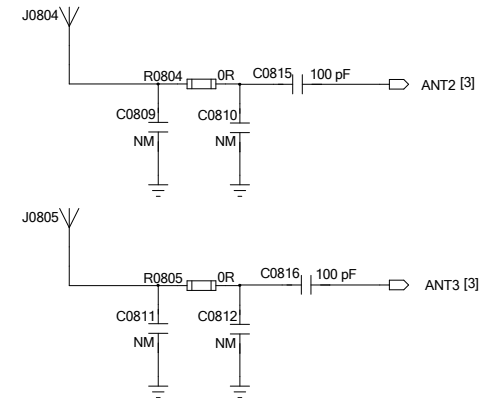 J0804
R0804 0R C0815 100 pF ANT2 [3]
C0809 C0810
NM NM
J0805
R0805 0R C0816 100 pF ANT3 [3]
C0811 C0812
NM NM